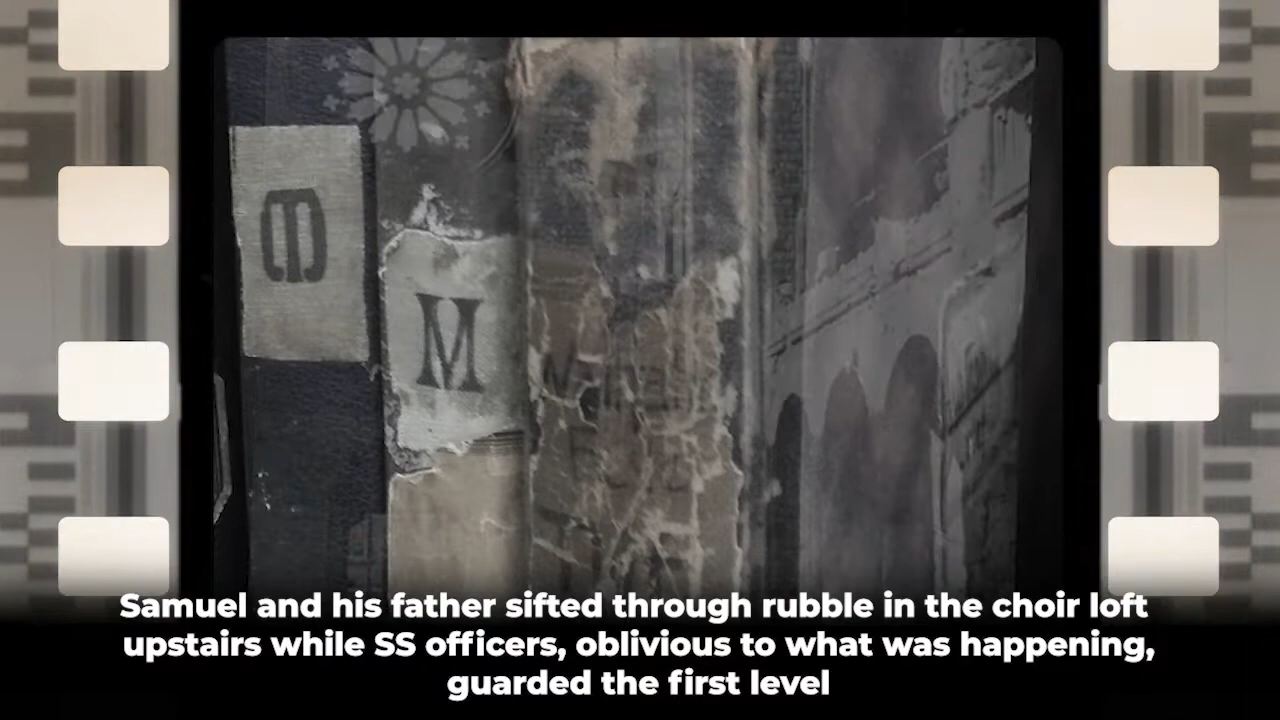 M
Samuel and his father sifted through rubble in the choir loft
upstairs while SS officers, oblivious to what was happening,
guarded the first level